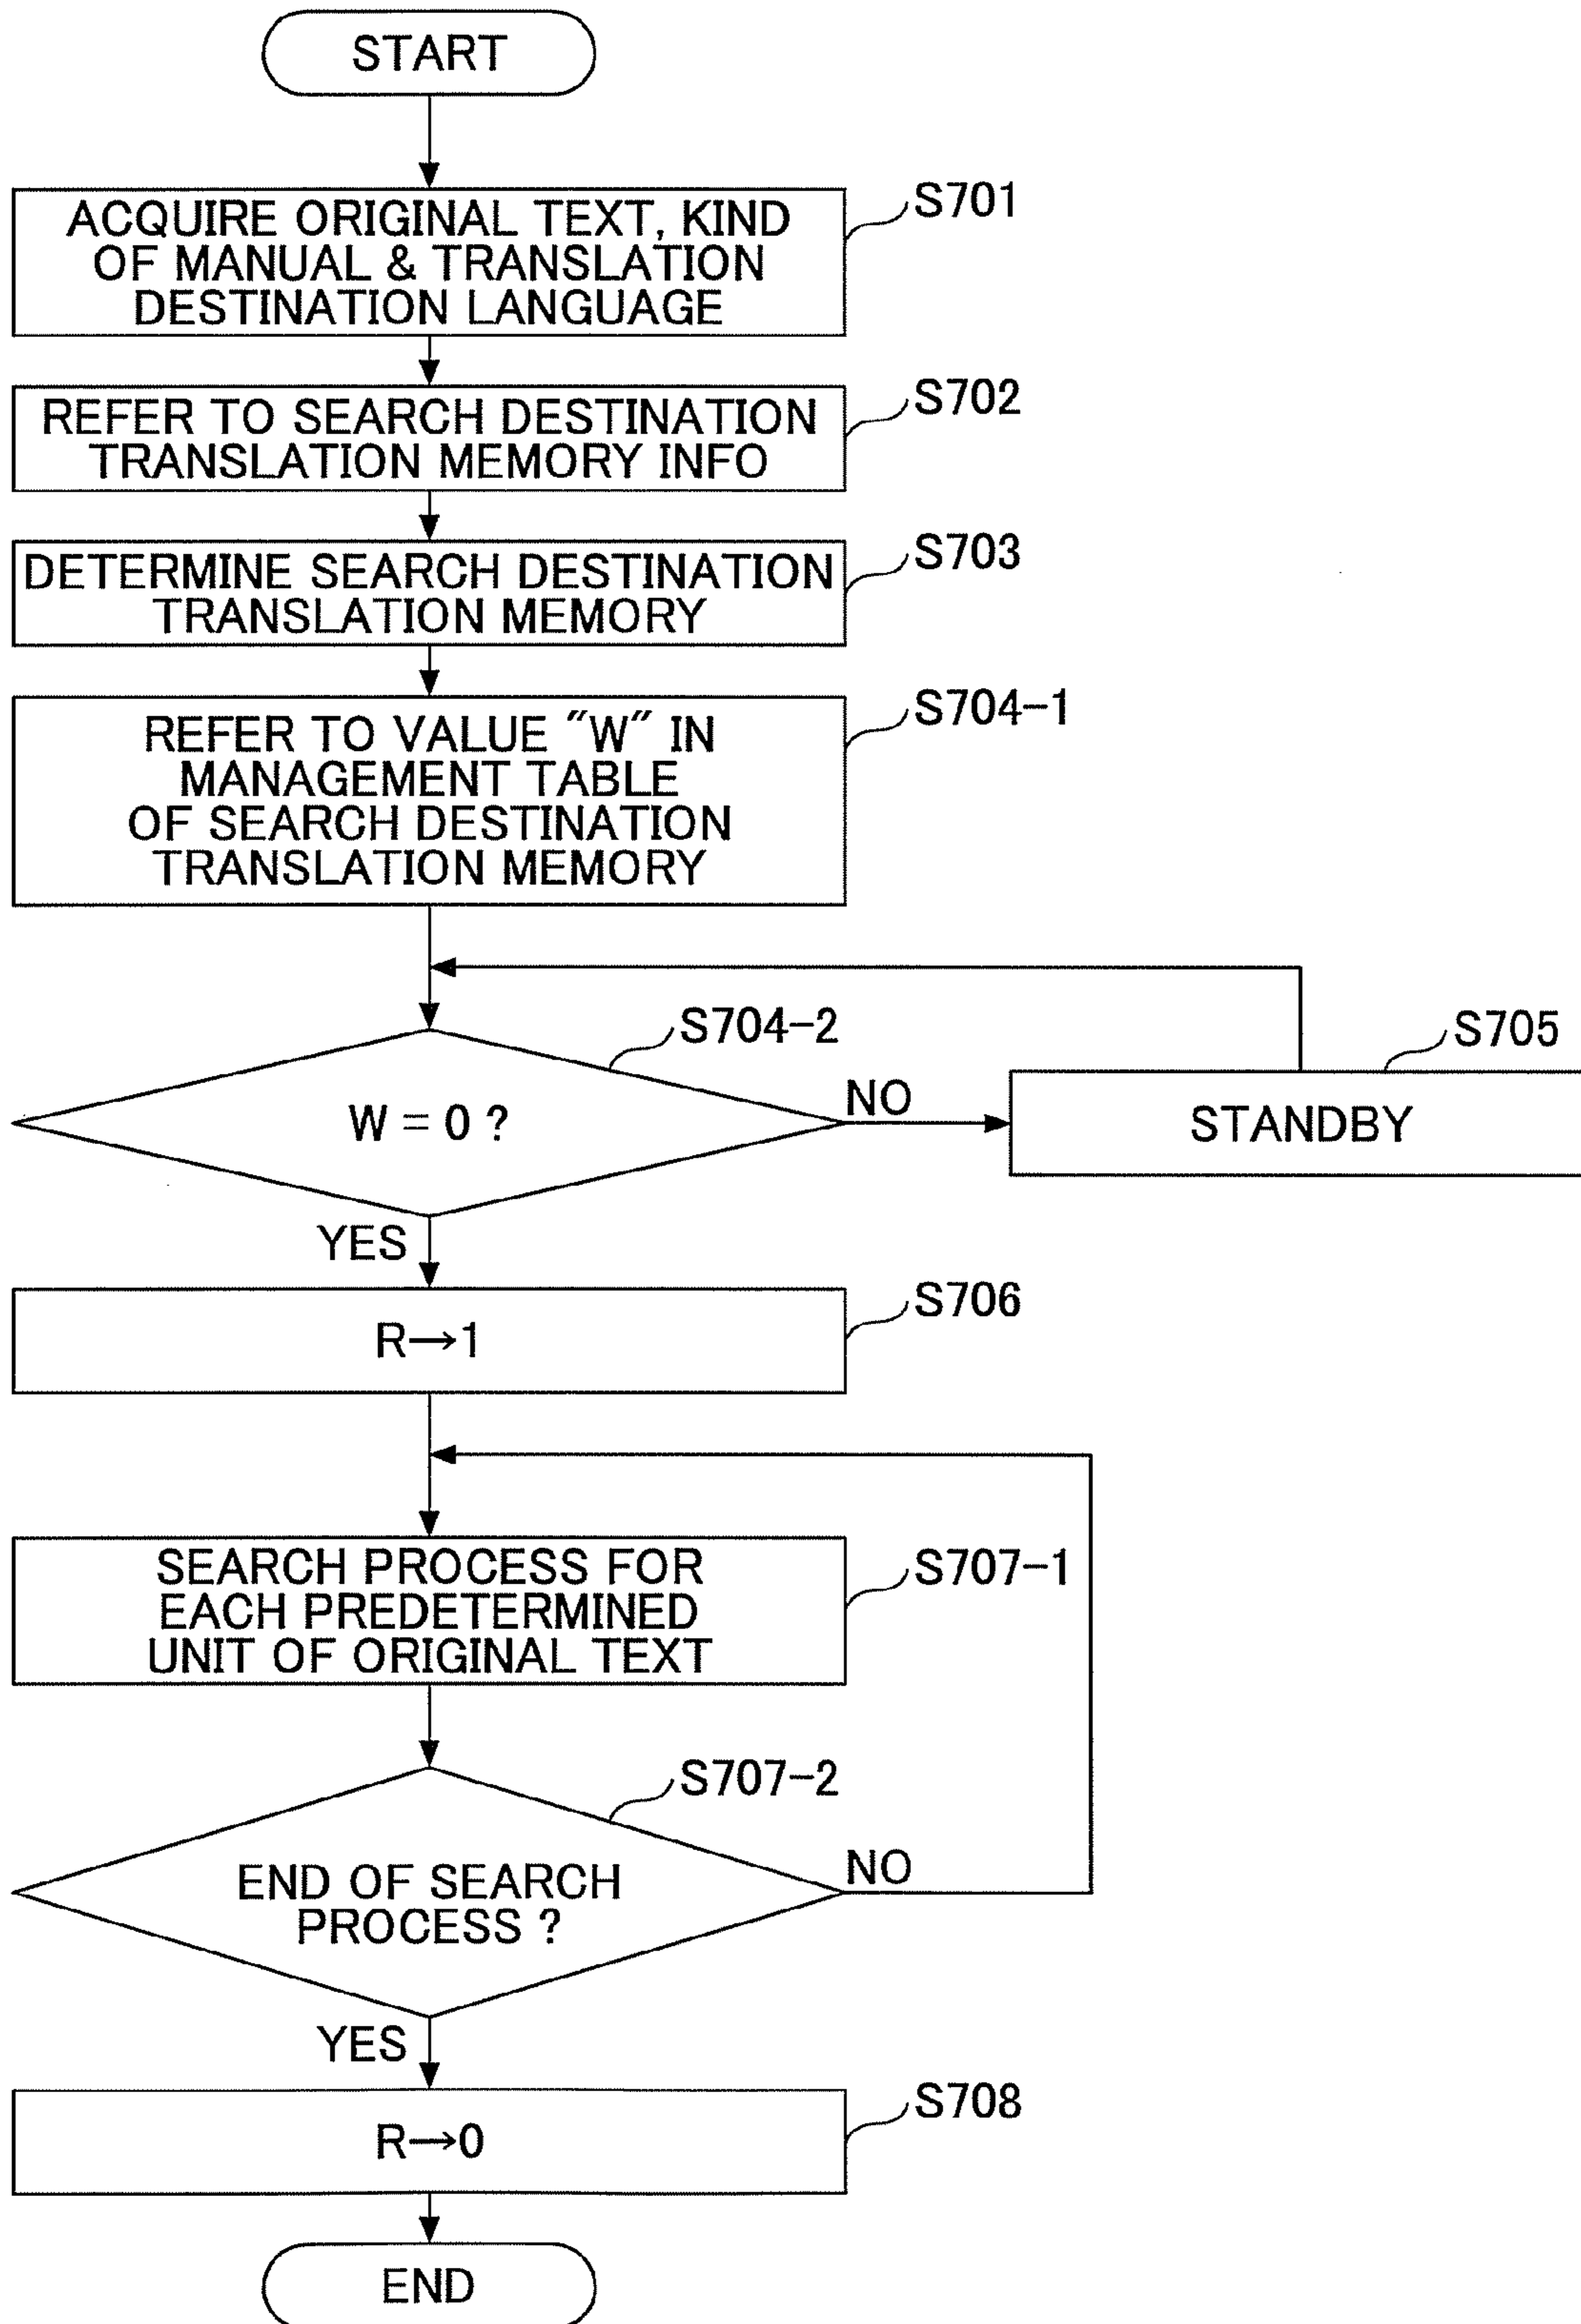 START
ACQUIRE ORIGINAL TEXT, KIND
OF MANUAL & TRANSLATION
DESTINATION LANGUAGE
S701
REFER TO SEARCH DESTINATION
TRANSLATION MEMORY INFO
S702
DETERMINE SEARCH DESTINATION
TRANSLATION MEMORY
S703
REFER TO VALUE "W" IN
MANAGEMENT TABLE
OF SEARCH DESTINATION
TRANSLATION MEMORY
S704-1
S704-2
W = 0 ?
NO
S705
STANDBY
YES
R→1
S706
SEARCH PROCESS FOR
EACH PREDETERMINED
UNIT OF ORIGINAL TEXT
S707-1
S707-2
END OF SEARCH
PROCESS ?
NO
YES
R→0
S708
END